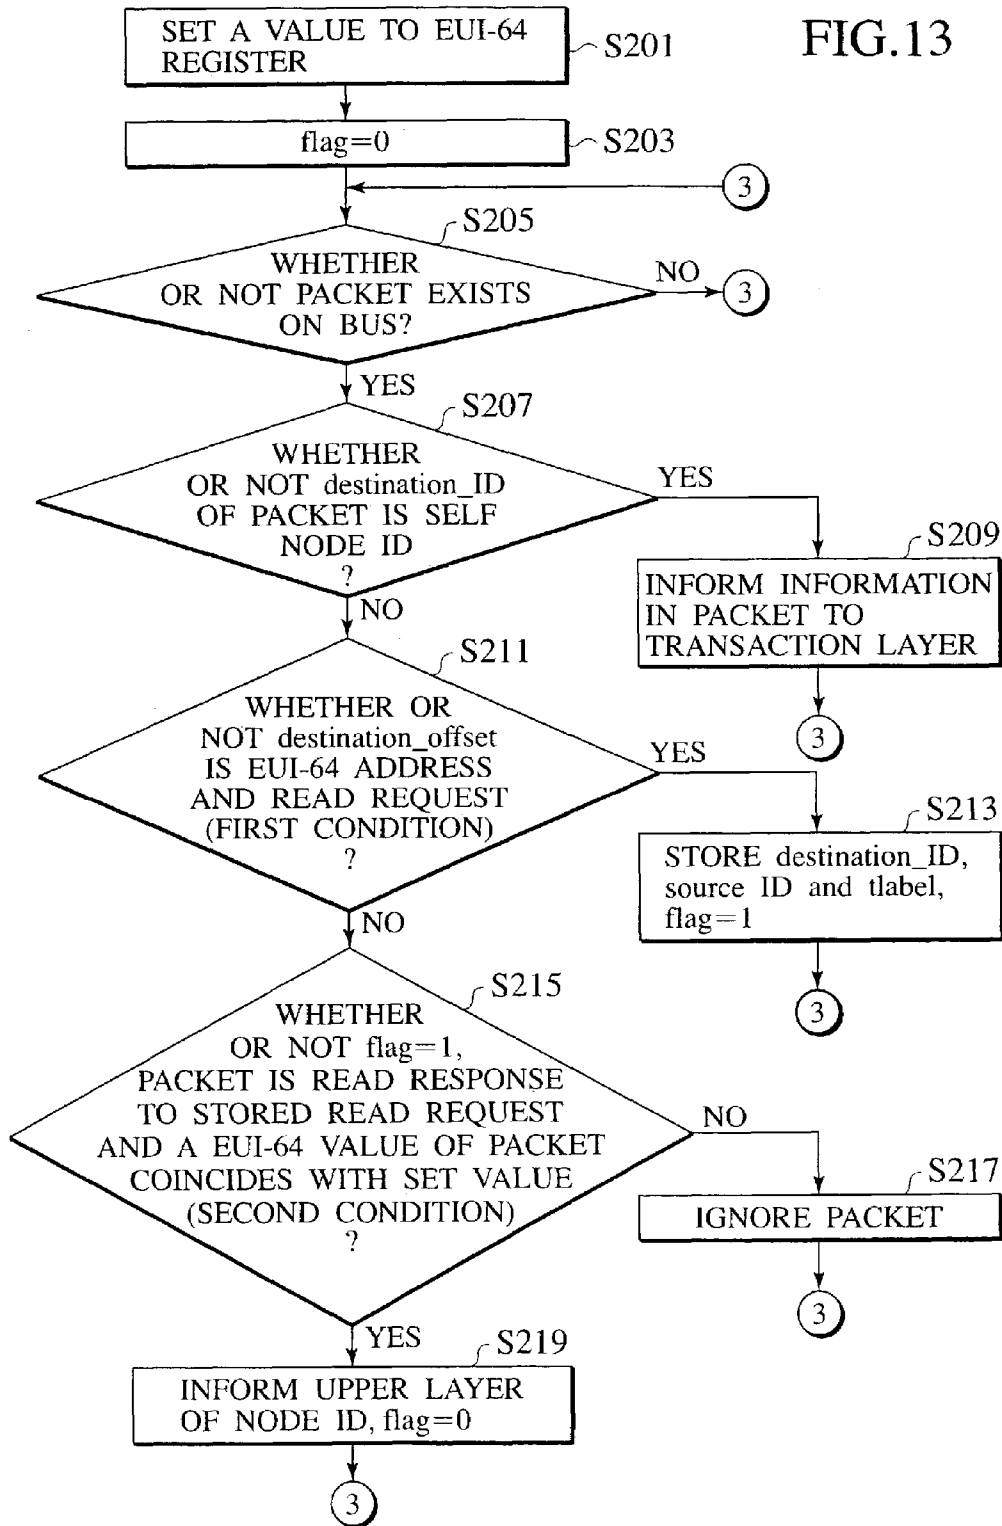 FIG.13
SET A VALUE TO EUI-64
REGISTER
S201
flag=0
S203
3
S205
WHETHER
OR NOT PACKET EXISTS
ON BUS?
NO
3
YES
S207
WHETHER
OR NOT destination_ID
OF PACKET IS SELF
NODE ID
?
YES
S209
INFORM INFORMATION
IN PACKET TO
TRANSACTION LAYER
3
NO
S211
WHETHER OR
NOT destination_offset
IS EUI-64 ADDRESS
AND READ REQUEST
(FIRST CONDITION)
?
YES
S213
STORE destination_ID,
source ID and tlabel,
flag=1
3
NO
S215
WHETHER
OR NOT flag=1,
PACKET IS READ RESPONSE
TO STORED READ REQUEST
AND A EUI-64 VALUE OF PACKET
COINCIDES WITH SET VALUE
(SECOND CONDITION)
?
NO
S217
IGNORE PACKET
3
YES
S219
INFORM UPPER LAYER
OF NODE ID, flag=0
3